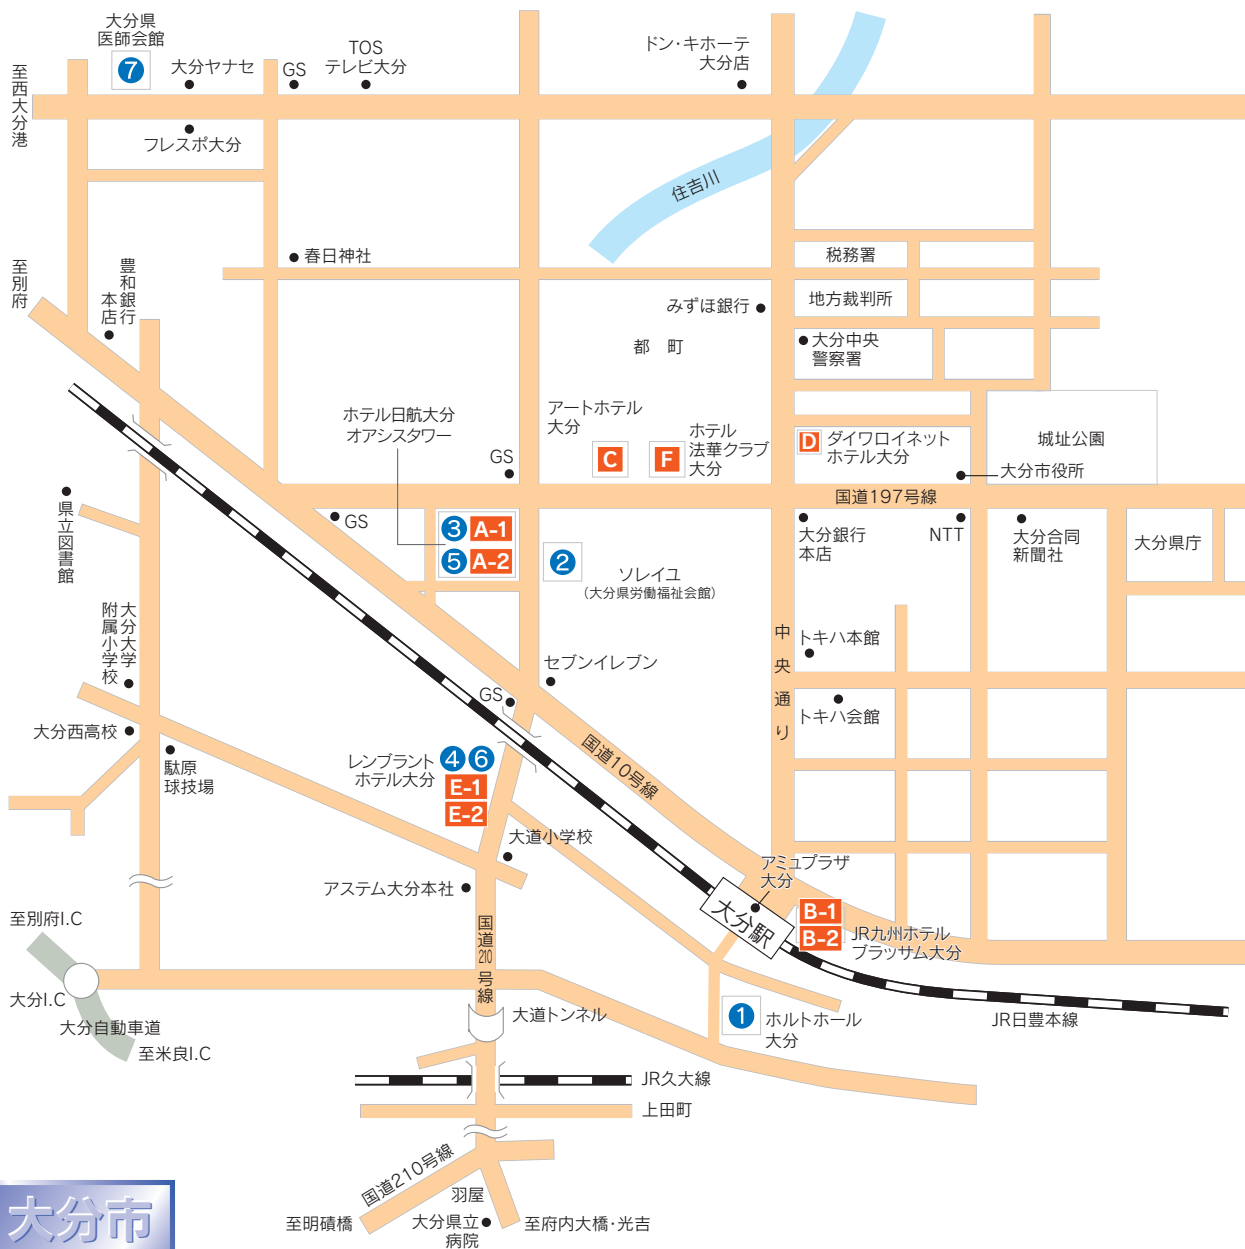 大分県
医師会館
7
大分ヤナセ
GS
TOS
テレビ大分
ドン・キホーテ
大分店
至西大分港
フレスポ大分
住吉川
春日神社
税務署
地方裁判所
至別府
豊和銀行
本店
みずほ銀行
都 町
大分中央
警察署
ホテル日航大分
オアシスタワー
アートホテル
大分
C
F
ホテル
法華クラブ
大分
D
ダイワロイネット
ホテル大分
城址公園
大分市役所
GS
国道197号線
県立図書館
GS
3 A-1
5 A-2
2
ソレイユ
(大分県労働福祉会館)
大分銀行
本店
NTT
大分合同
新聞社
大分県庁
大分大学
附属小学校
中央通り
トキハ本館
セブンイレブン
GS
トキハ会館
大分西高校
駄原
球技場
レンブラント
ホテル大分
4 6
E-1
E-2
国道10号線
大道小学校
アステム大分本社
アミュプラザ
大分
大分駅
B-1
B-2
JR九州ホテル
ブラッサム大分
至別府I.C
大分I.C
大分自動車道
至米良I.C
国道210号線
大道トンネル
1
ホルトホール
大分
JR日豊本線
JR久大線
上田町
国道210号線
羽屋
至明磧橋
大分県立
病院
至府内大橋・光吉
大分市